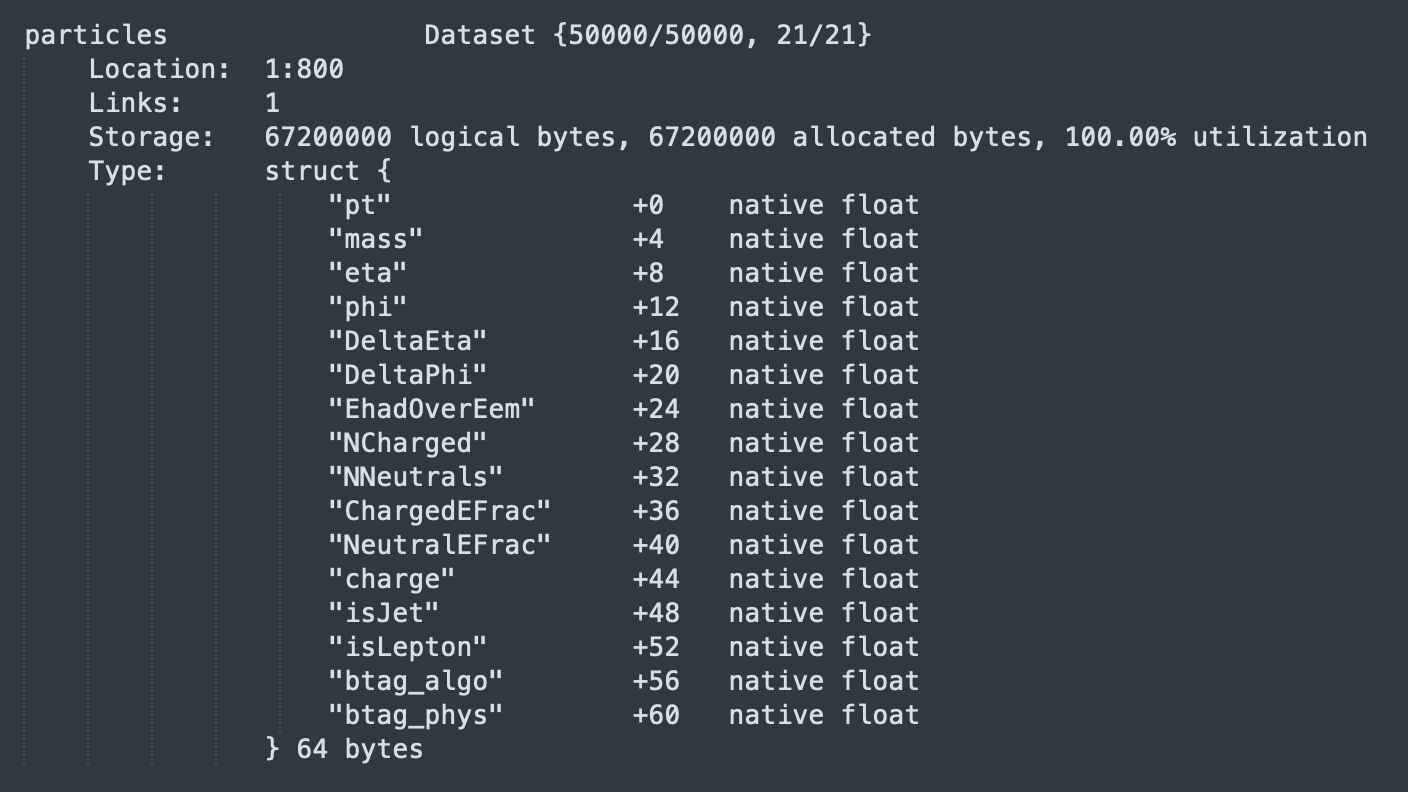 particles                Dataset {50000/50000, 21/21}
    Location:  1:800
    Links:     1
    Storage:   67200000 logical bytes, 67200000 allocated bytes, 100.00% utilization
    Type:      struct {
                   "pt"               +0    native float
                   "mass"             +4    native float
                   "eta"              +8    native float
                   "phi"              +12   native float
                   "DeltaEta"         +16   native float
                   "DeltaPhi"         +20   native float
                   "EhadOverEem"      +24   native float
                   "NCharged"         +28   native float
                   "NNeutrals"        +32   native float
                   "ChargedEFrac"     +36   native float
                   "NeutralEFrac"     +40   native float
                   "charge"           +44   native float
                   "isJet"            +48   native float
                   "isLepton"         +52   native float
                   "btag_algo"        +56   native float
                   "btag_phys"        +60   native float
               } 64 bytes